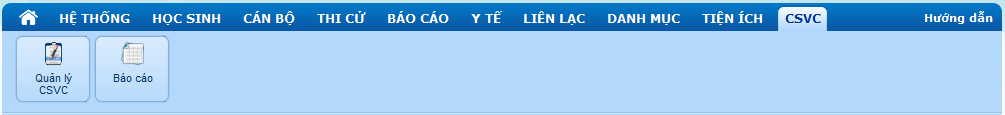 HỆ THỐNG HỌC SINH CÁN BỘ THI CỬ BÁO CÁO Y TẾ LIÊN LẠC DANH MỤC TIỆN ÍCH CSVC Hướng dẫn
Quản lý
CSVC
Báo cáo